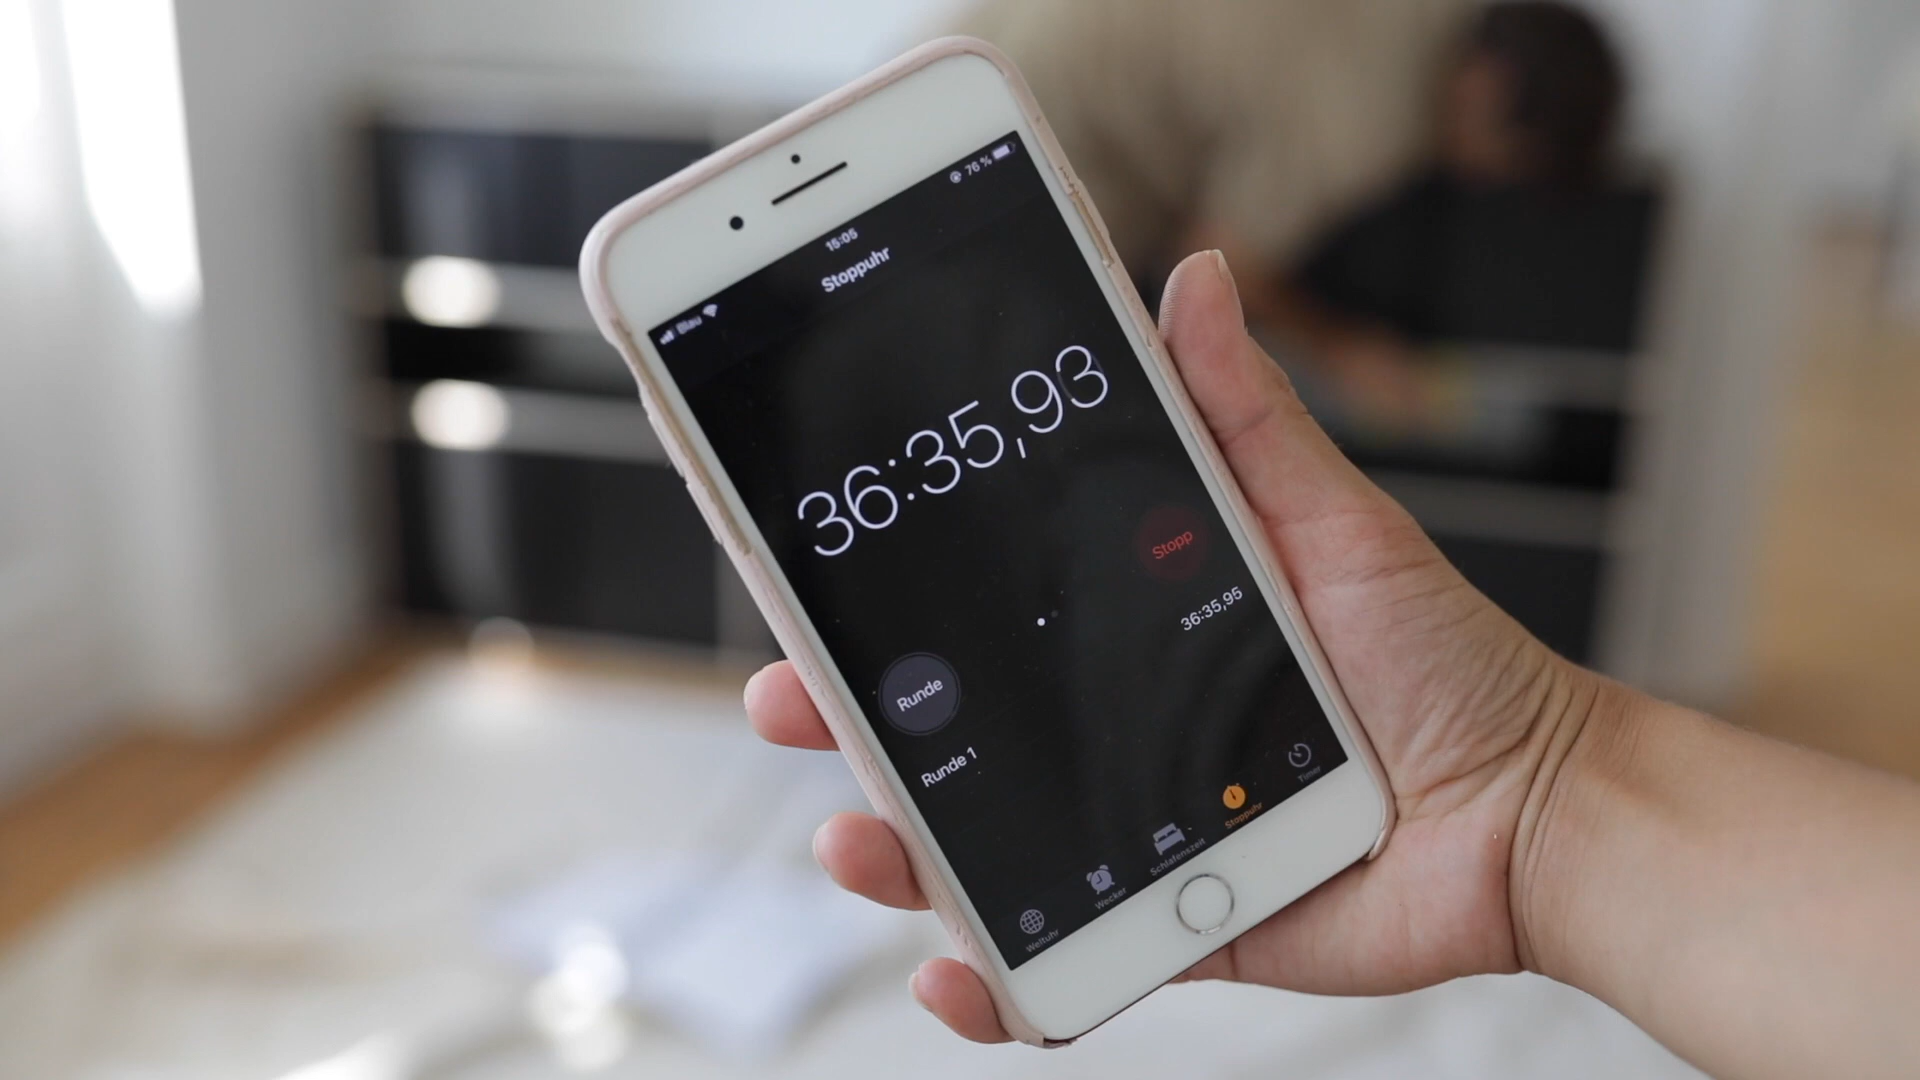 Blau
15:05
76 %
Stoppuhr
36:35,93
Runde
Stopp
Runde 1
36:35,95
Weltuhr
Wecker
Schlafenszeit
Stoppuhr
Timer